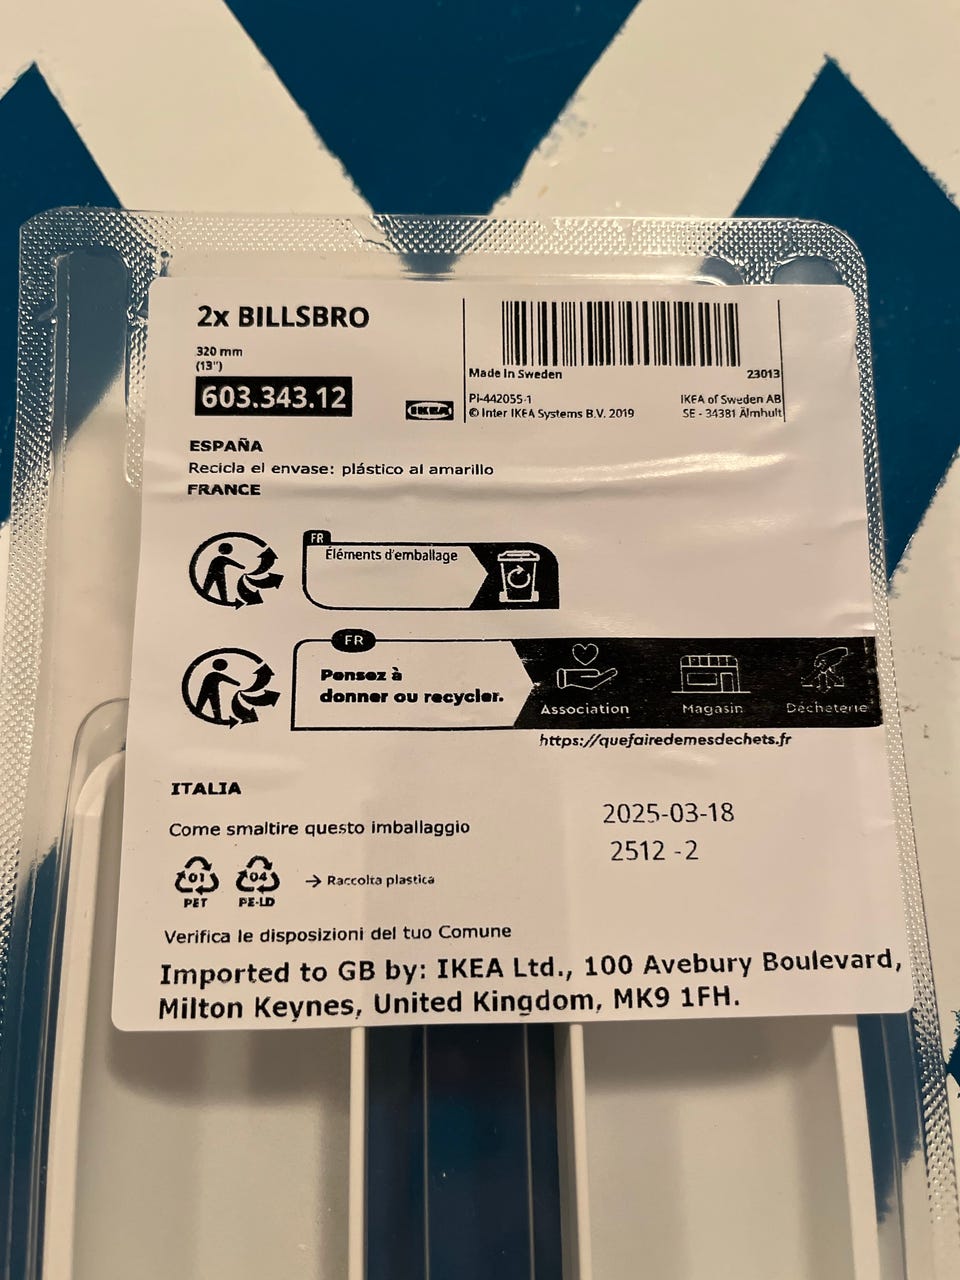 2x BILLSBRO
320 mm
(13")
603.343.12
IKEA
Made In Sweden 23013
PI-442055-1 IKEA of Sweden AB
© Inter IKEA Systems B.V. 2019 SE - 34381 Älmhult
ESPAÑA
Recicla el envase: plástico al amarillo
FRANCE
FR
Éléments d'emballage
FR
Pensez à
donner ou recycler.
Association Magasin Déchèterie
https://quefairedemesdechets.fr
ITALIA
Come smaltire questo imballaggio
2025-03-18
2512 -2
01 04
PET PE-LD
→ Raccolta plastica
Verifica le disposizioni del tuo Comune
Imported to GB by: IKEA Ltd., 100 Avebury Boulevard,
Milton Keynes, United Kingdom, MK9 1FH.